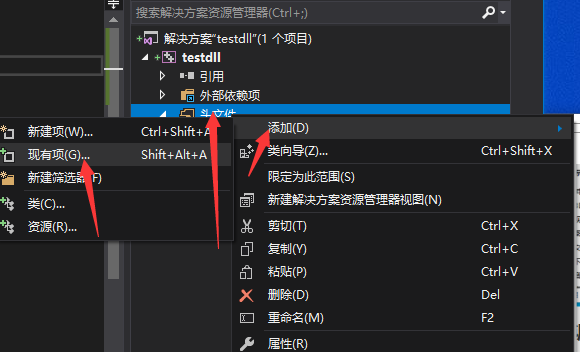 搜索解决方案资源管理器(Ctrl+;)
解决方案"testdll"(1 个项目)
testdll
引用
外部依赖项
头文件
新建项(W)... Ctrl+Shift+A
现有项(G)... Shift+Alt+A
新建筛选器(F)
类(C)...
资源(R)...
添加(D)
类向导(Z)... Ctrl+Shift+X
限定为此范围(S)
新建解决方案资源管理器视图(N)
剪切(T) Ctrl+X
复制(Y) Ctrl+C
粘贴(P) Ctrl+V
删除(D) Del
重命名(M) F2
属性(R)